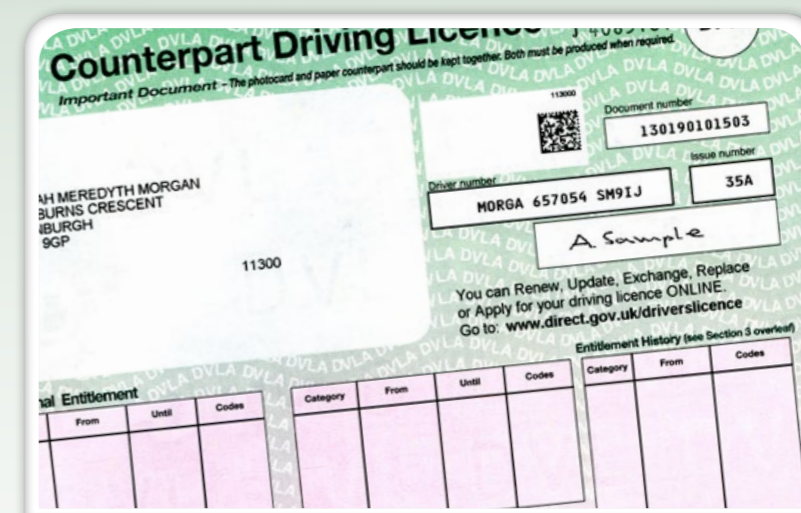 Counterpart Driving Licence
Important Document - The photocard and paper counterpart should be kept together. Both must be produced when required.
113000
Document number
130190101503
Issue number
35A
Driver number
MORGA 657054 SM9IJ
A Sample
AH MEREDYTH MORGAN
BURNS CRESCENT
NBURGH
9GP
11300
You can Renew, Update, Exchange, Replace
or Apply for your driving licence ONLINE.
Go to: www.direct.gov.uk/driverslicence
nal Entitlement
From Until Codes
Category From Until Codes
Entitlement History (see Section 3 overleaf)
Category From Codes